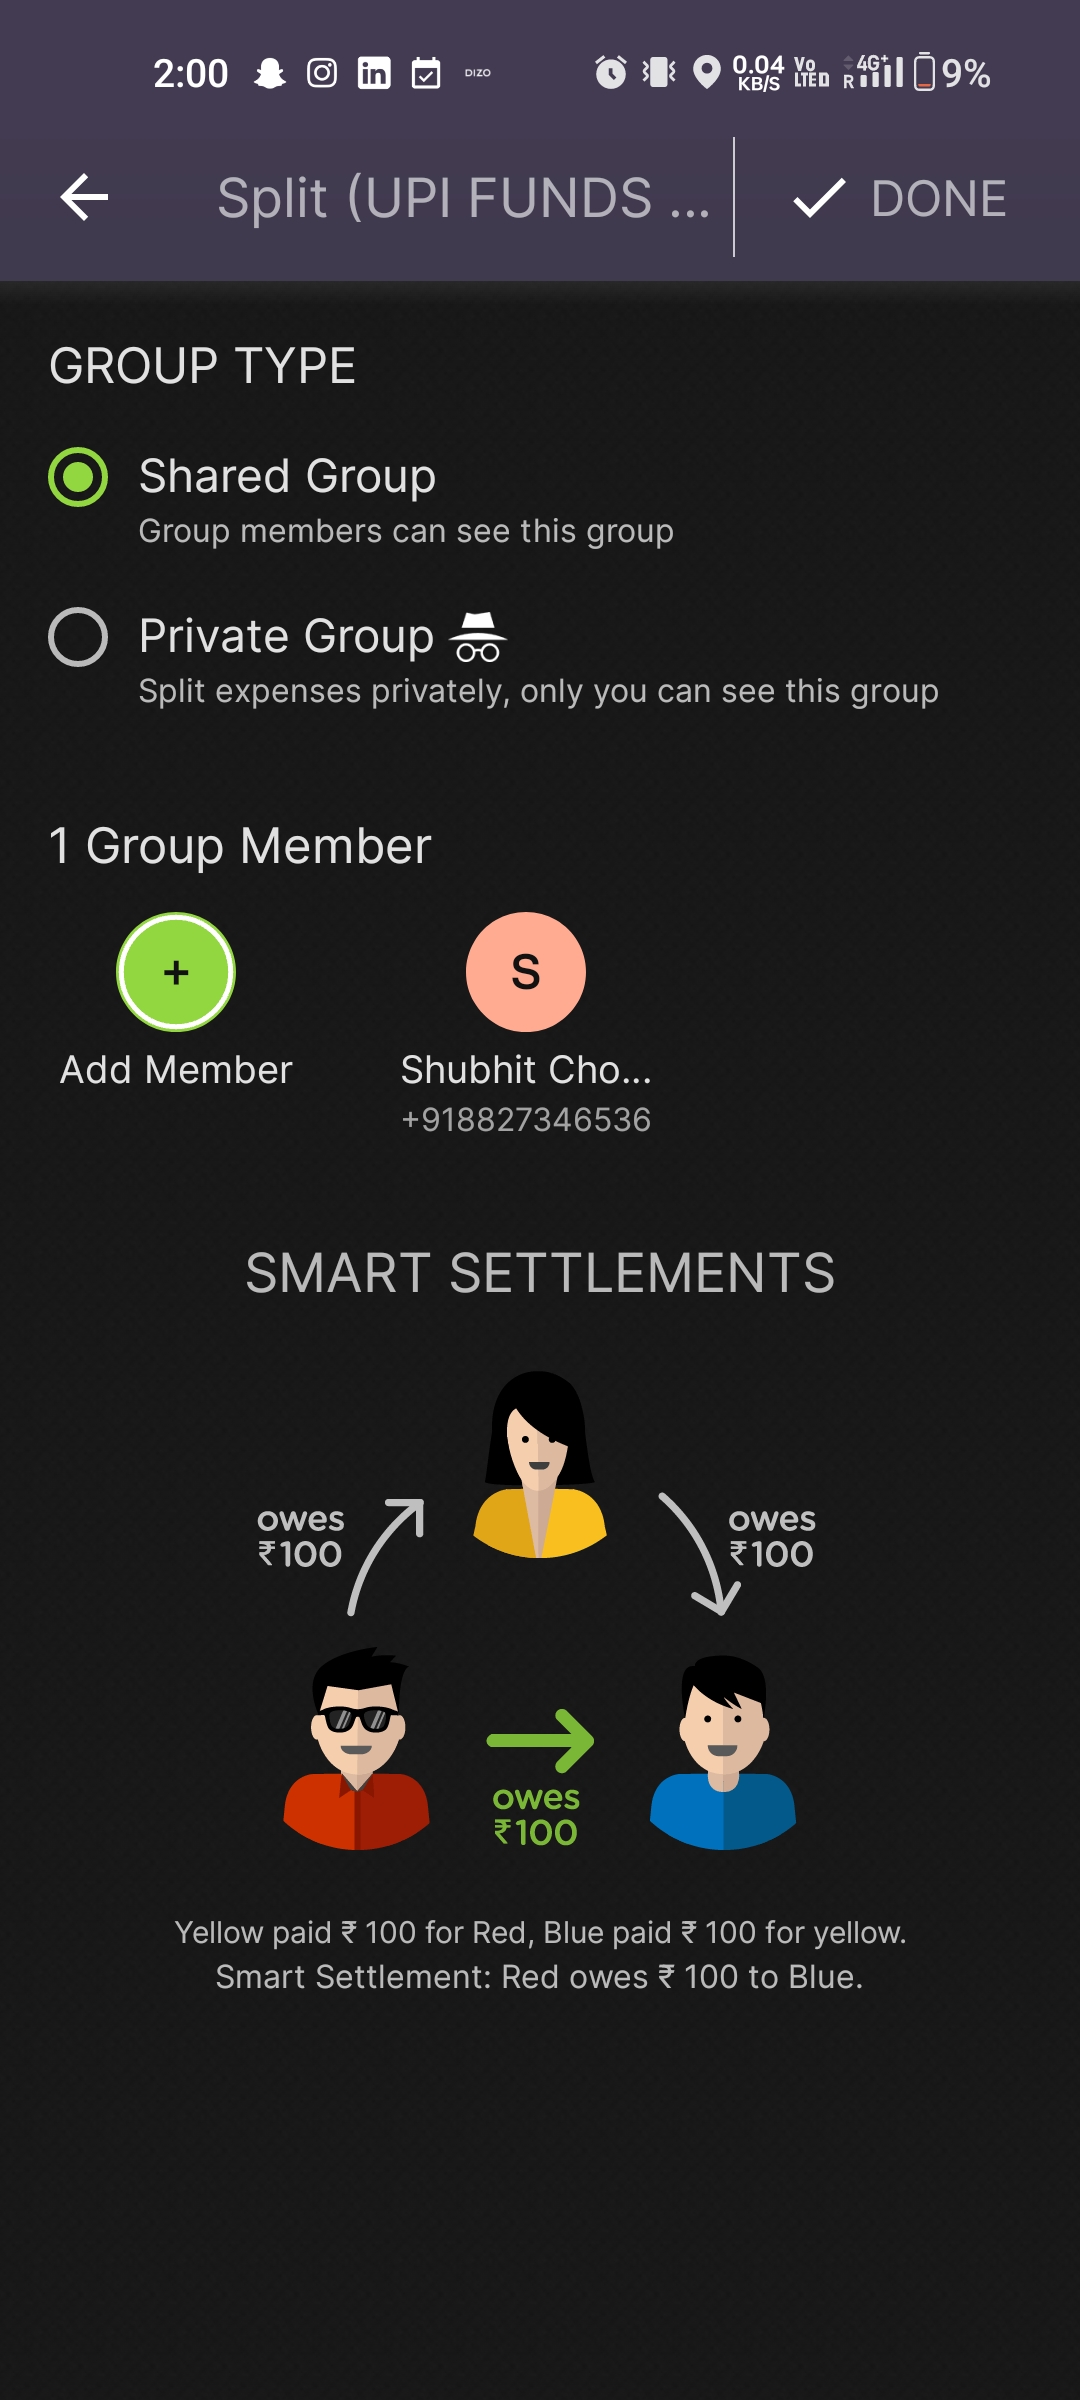 2:00 DIZO 0.04 KB/S Vo LTED R 4G+ 9%
Split (UPI FUNDS ... DONE
GROUP TYPE
Shared Group
Group members can see this group
Private Group
Split expenses privately, only you can see this group
1 Group Member
+ S
Add Member Shubhit Cho...
+918827346536
SMART SETTLEMENTS
owes owes
₹100 ₹100
owes
₹100
Yellow paid ₹ 100 for Red, Blue paid ₹ 100 for yellow.
Smart Settlement: Red owes ₹ 100 to Blue.